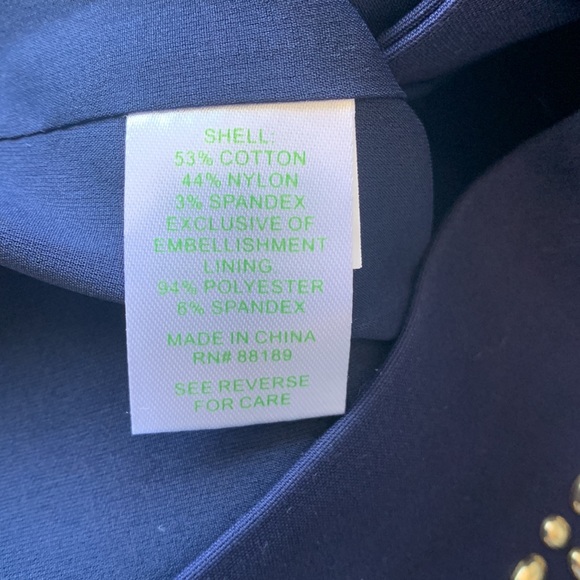 SHELL:
53% COTTON
44% NYLON
3% SPANDEX
EXCLUSIVE OF
EMBELLISHMENT
LINING
94% POLYESTER
6% SPANDEX
MADE IN CHINA
RN# 88189
SEE REVERSE
FOR CARE